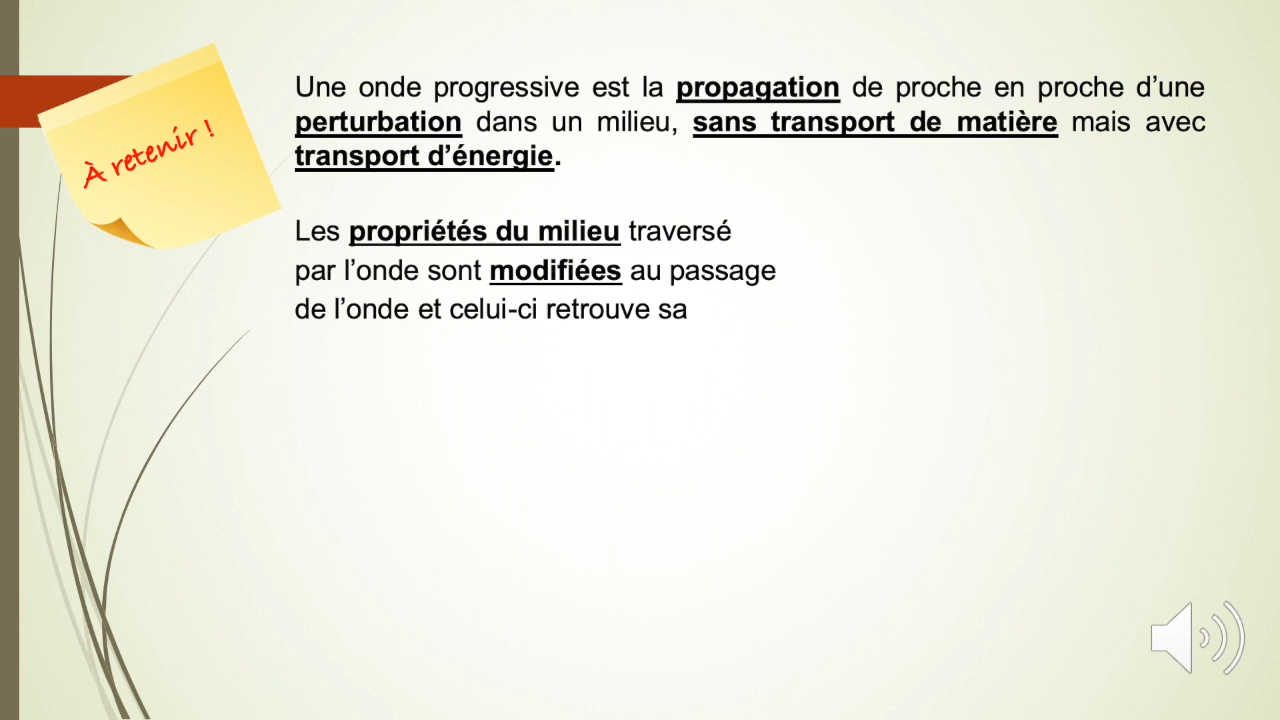 À retenir !
Une onde progressive est la propagation de proche en proche d’une
perturbation dans un milieu, sans transport de matière mais avec
transport d’énergie.
Les propriétés du milieu traversé
par l’onde sont modifiées au passage
de l’onde et celui-ci retrouve sa